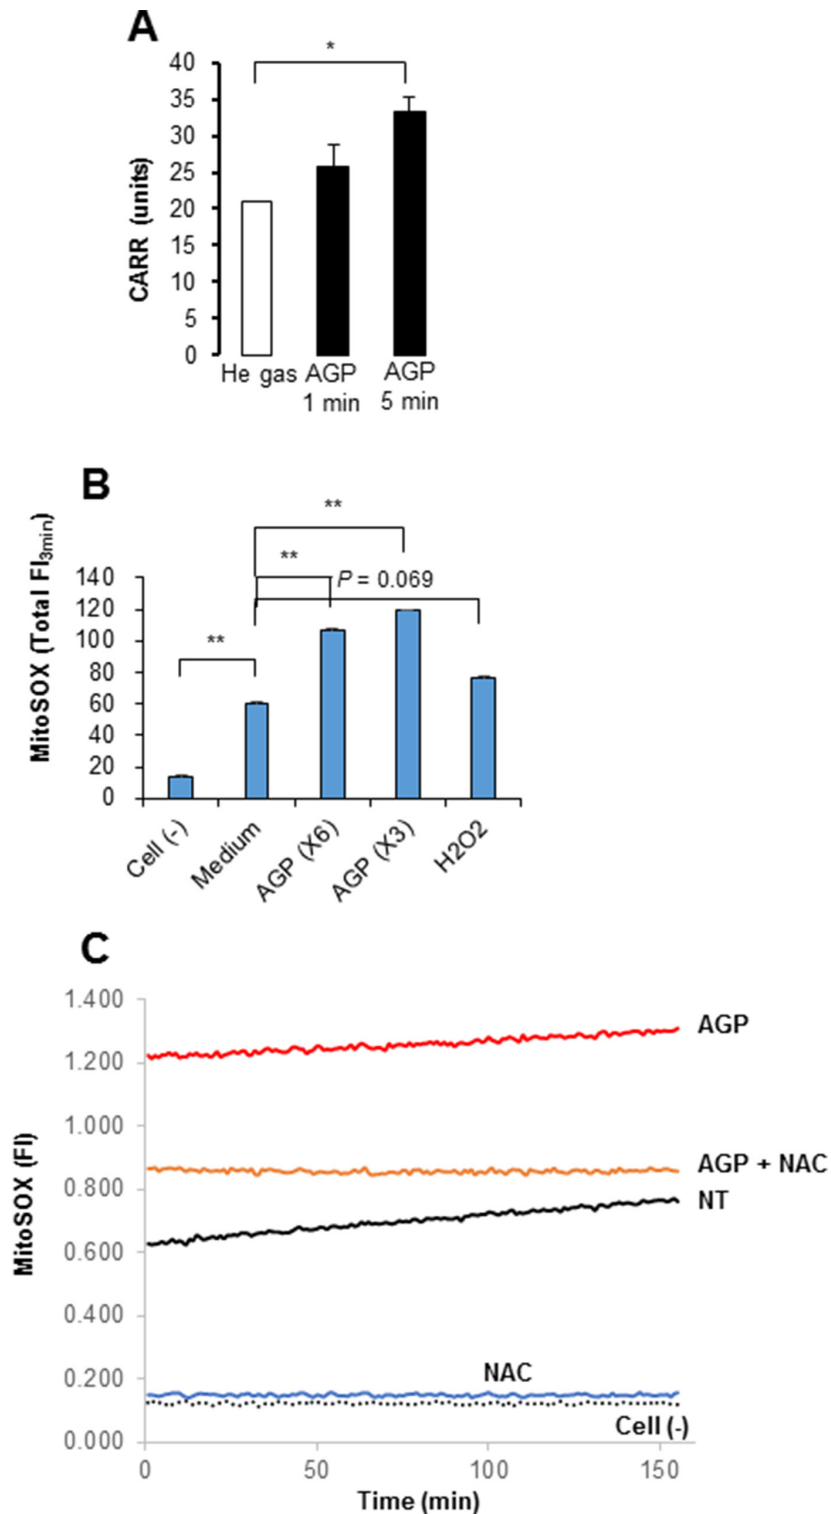 A
*
40
35
30
25
20
15
10
5
0
CARR (units)
He gas
AGP
1 min
AGP
5 min
B
**
**
P = 0.069
**
140
120
100
80
60
40
20
0
MitoSOX (Total FI3min)
Cell (-)
Medium
AGP (X6)
AGP (X3)
H2O2
C
1.400
1.200
1.000
0.800
0.600
0.400
0.200
0.000
MitoSOX (FI)
AGP
AGP + NAC
NT
NAC
Cell (-)
0
50
100
150
Time (min)